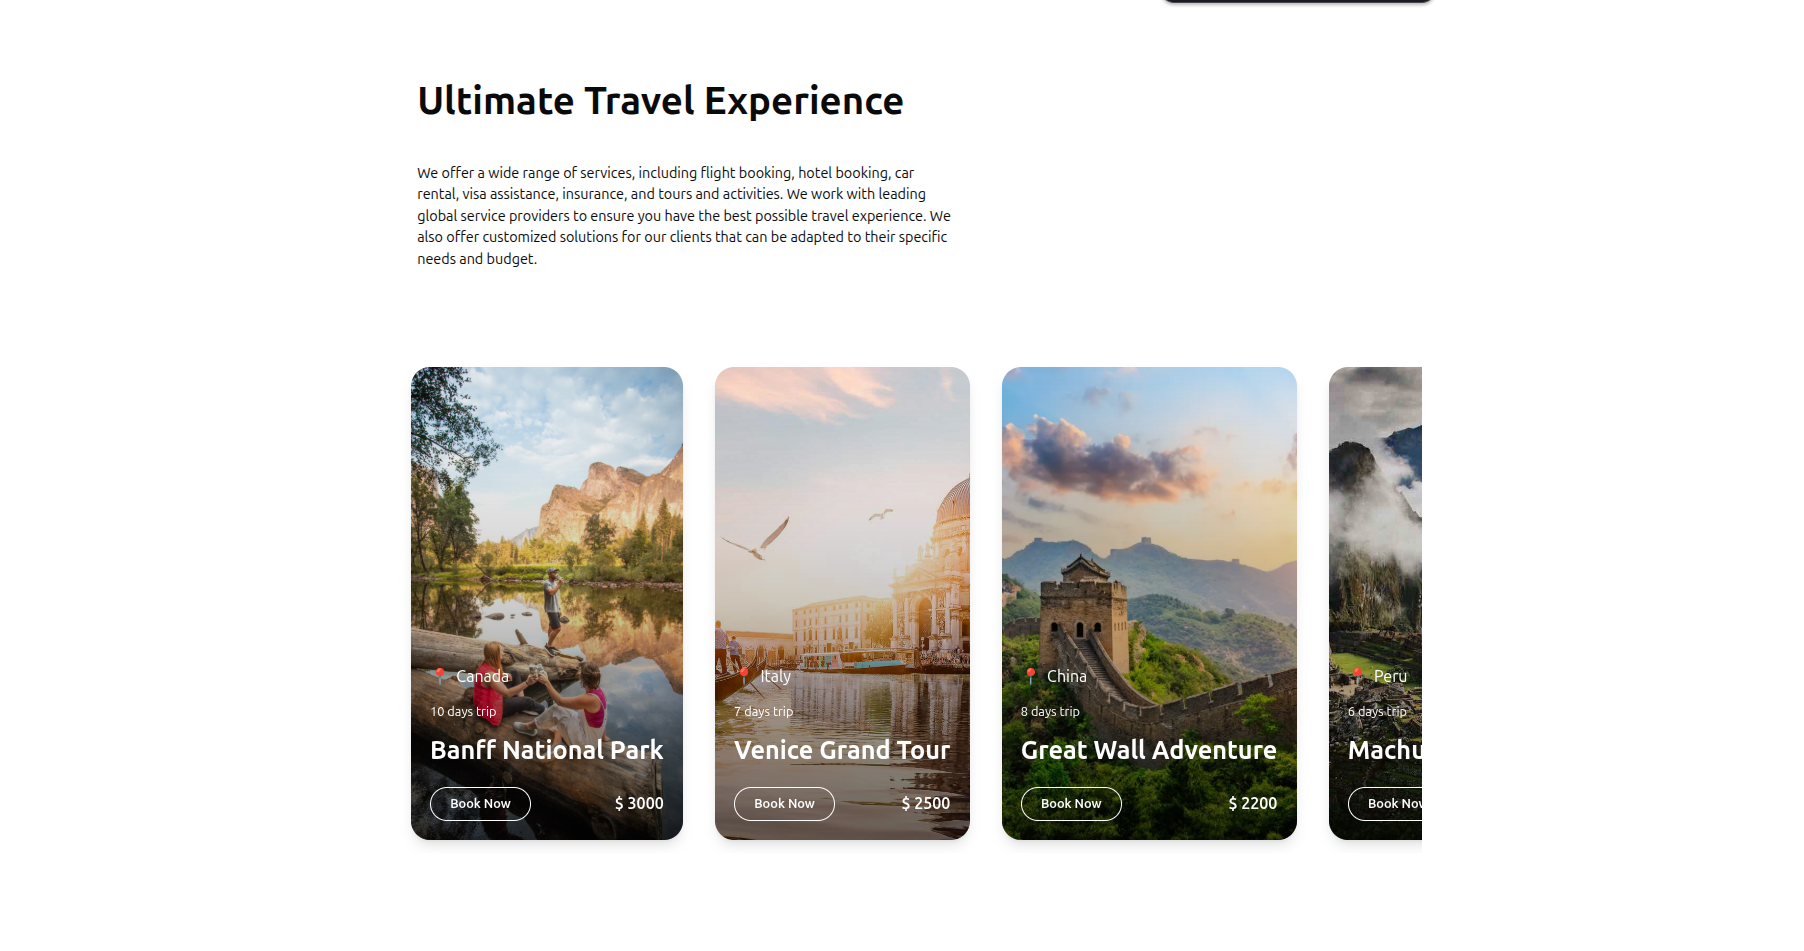 Ultimate Travel Experience
We offer a wide range of services, including flight booking, hotel booking, car
rental, visa assistance, insurance, and tours and activities. We work with leading
global service providers to ensure you have the best possible travel experience. We
also offer customized solutions for our clients that can be adapted to their specific
needs and budget.
Canada
10 days trip
Banff National Park
Book Now
$ 3000
Italy
7 days trip
Venice Grand Tour
Book Now
$ 2500
China
8 days trip
Great Wall Adventure
Book Now
$ 2200
Peru
6 days trip
Machu
Book Now